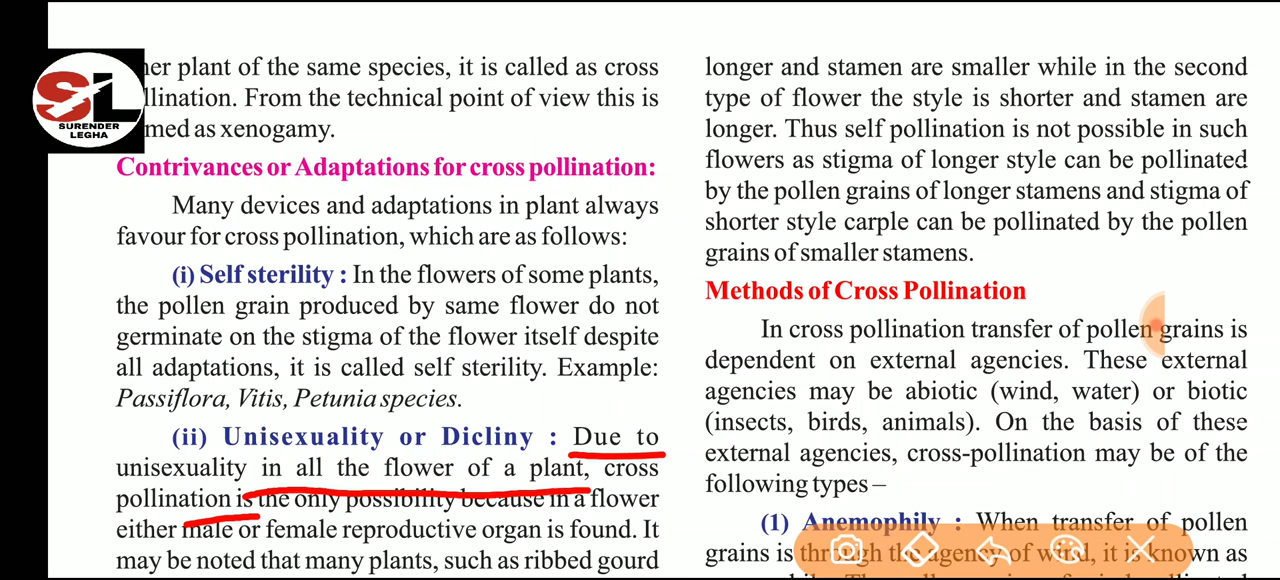 SL
SURENDER
LEGHA
her plant of the same species, it is called as cross
llination. From the technical point of view this is
med as xenogamy.
Contrivances or Adaptations for cross pollination:
Many devices and adaptations in plant always
favour for cross pollination, which are as follows:
(i) Self sterility : In the flowers of some plants,
the pollen grain produced by same flower do not
germinate on the stigma of the flower itself despite
all adaptations, it is called self sterility. Example:
Passiflora, Vitis, Petunia species.
(ii) Unisexuality or Dicliny : Due to
unisexuality in all the flower of a plant, cross
pollination is the only possibility because in a flower
either male or female reproductive organ is found. It
may be noted that many plants, such as ribbed gourd
longer and stamen are smaller while in the second
type of flower the style is shorter and stamen are
longer. Thus self pollination is not possible in such
flowers as stigma of longer style can be pollinated
by the pollen grains of longer stamens and stigma of
shorter style carple can be pollinated by the pollen
grains of smaller stamens.
Methods of Cross Pollination
In cross pollination transfer of pollen grains is
dependent on external agencies. These external
agencies may be abiotic (wind, water) or biotic
(insects, birds, animals). On the basis of these
external agencies, cross-pollination may be of the
following types –
(1) Anemophily : When transfer of pollen
grains is through the agency of wind, it is known as